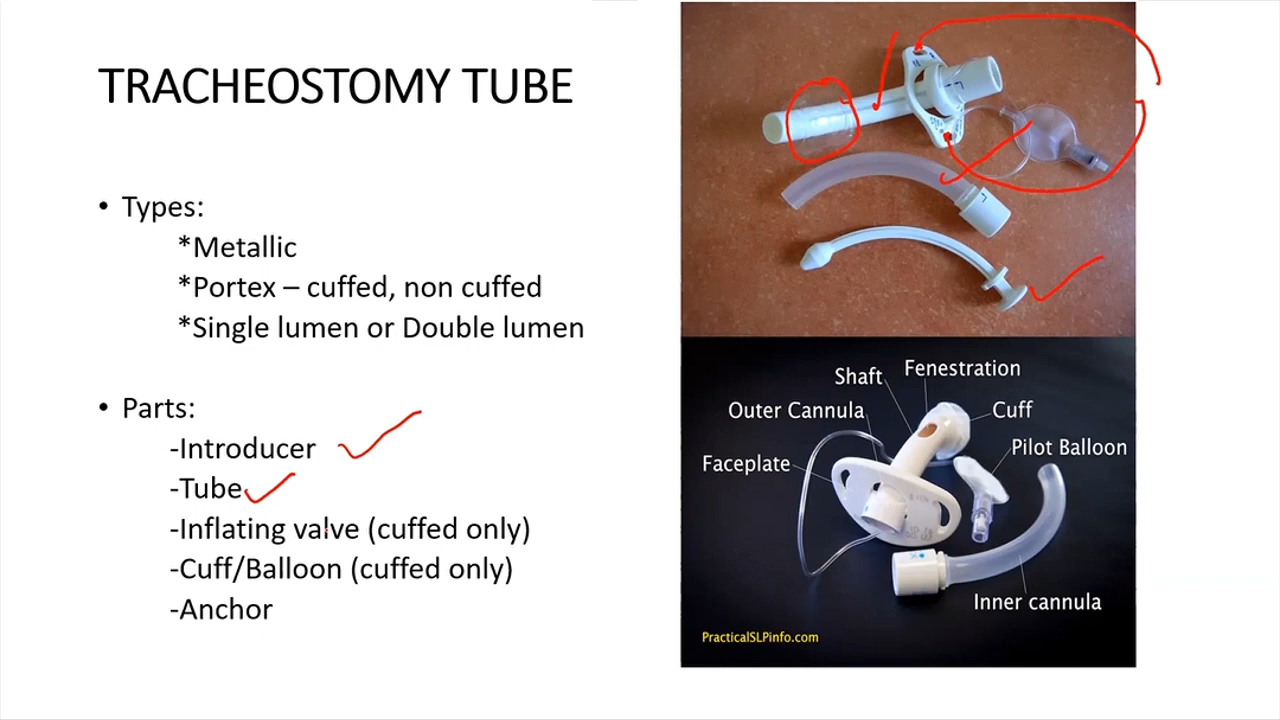 TRACHEOSTOMY TUBE
• Types:
*Metallic
*Portex – cuffed, non cuffed
*Single lumen or Double lumen
• Parts:
-Introducer
-Tube
-Inflating valve (cuffed only)
-Cuff/Balloon (cuffed only)
-Anchor
Fenestration
Shaft
Outer Cannula
Cuff
Pilot Balloon
Faceplate
Inner cannula
PracticalSLPinfo.com